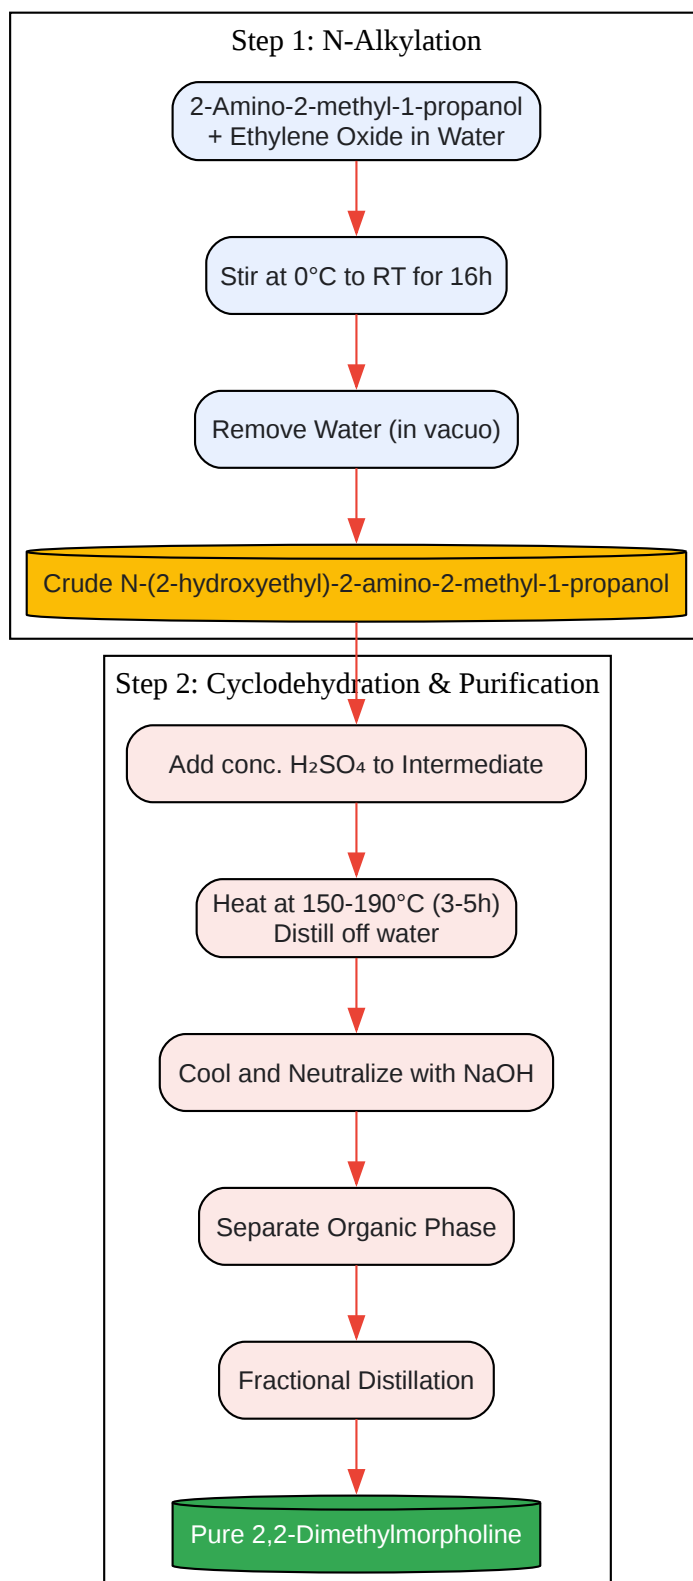 Step 1: N-Alkylation
2-Amino-2-methyl-1-propanol
+ Ethylene Oxide in Water
Stir at 0°C to RT for 16h
Remove Water (in vacuo)
Crude N-(2-hydroxyethyl)-2-amino-2-methyl-1-propanol
Step 2: Cyclodehydration & Purification
Add conc. H₂SO₄ to Intermediate
Heat at 150-190°C (3-5h)
Distill off water
Cool and Neutralize with NaOH
Separate Organic Phase
Fractional Distillation
Pure 2,2-Dimethylmorpholine